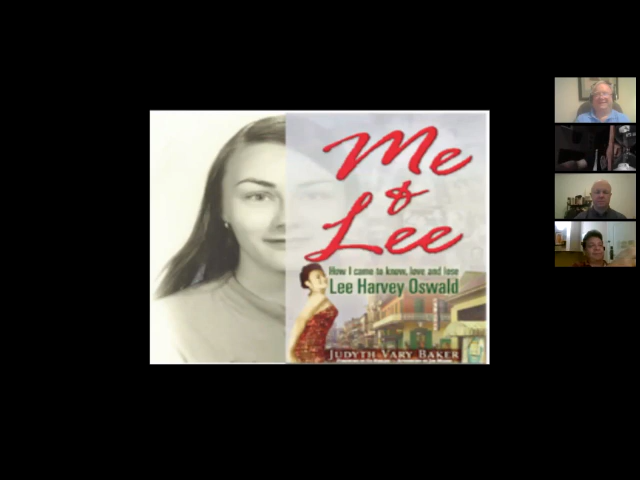 Me
&
Lee
How I came to know, love and lose
Lee Harvey Oswald
JUDYTH VARY BAKER